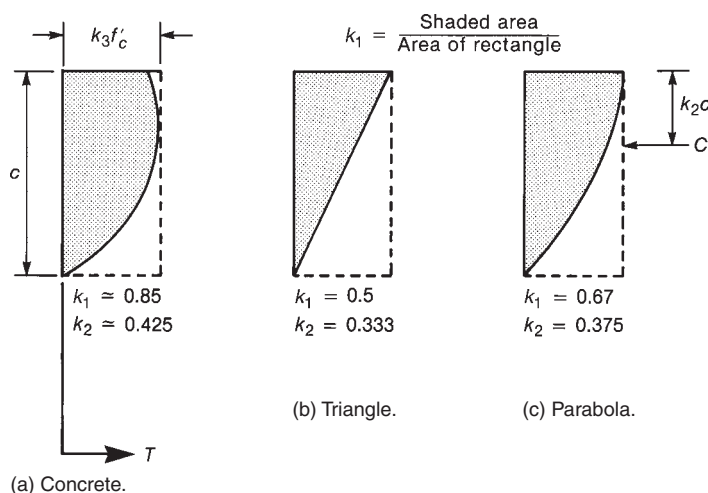 k₃f′c
k₁ = Shaded area / Area of rectangle
c
k₂c
C
k₁ ≃ 0.85
k₂ ≃ 0.425
k₁ = 0.5
k₂ = 0.333
k₁ = 0.67
k₂ = 0.375
(b) Triangle.
(c) Parabola.
T
(a) Concrete.